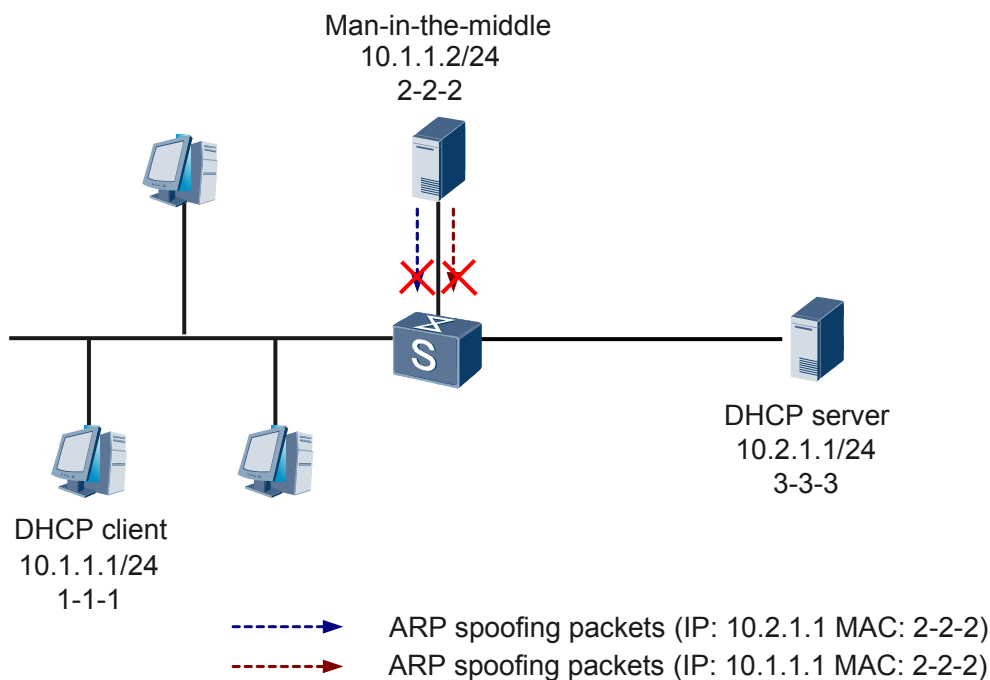 Man-in-the-middle
10.1.1.2/24
2-2-2
S
DHCP server
10.2.1.1/24
3-3-3
DHCP client
10.1.1.1/24
1-1-1
ARP spoofing packets (IP: 10.2.1.1 MAC: 2-2-2)
ARP spoofing packets (IP: 10.1.1.1 MAC: 2-2-2)